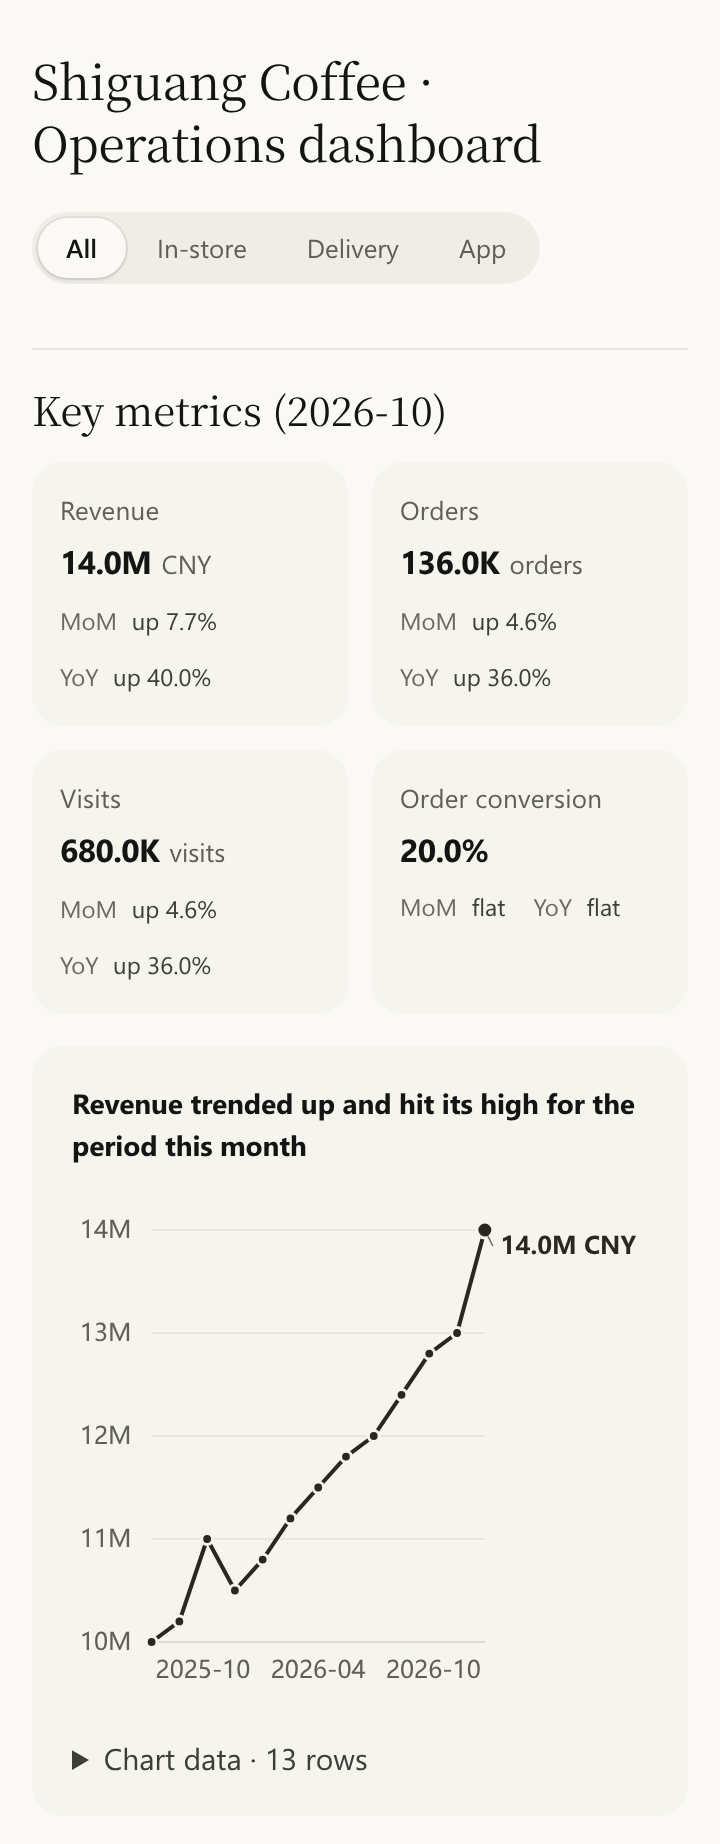 Shiguang Coffee ·
Operations dashboard
All
In-store
Delivery
App
Key metrics (2026-10)
Revenue
14.0M CNY
MoM up 7.7%
YoY up 40.0%
Orders
136.0K orders
MoM up 4.6%
YoY up 36.0%
Visits
680.0K visits
MoM up 4.6%
YoY up 36.0%
Order conversion
20.0%
MoM flat YoY flat
Revenue trended up and hit its high for the
period this month
14M
14.0M CNY
13M
12M
11M
10M
2025-10 2026-04 2026-10
▶ Chart data · 13 rows